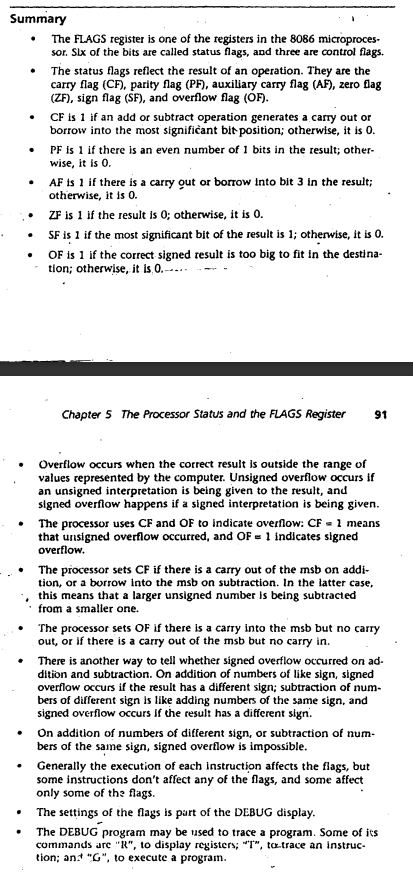 Summary
• The FLAGS register is one of the registers in the 8086 microproces-
sor. Six of the bits are called status flags, and three are control flags.
• The status flags reflect the result of an operation. They are the
carry flag (CF), parity flag (PF), auxiliary carry flag (AF), zero flag
(ZF), sign flag (SF), and overflow flag (OF).
• CF is 1 if an add or subtract operation generates a carry out or
borrow into the most significant bit position; otherwise, it is 0.
• PF is 1 if there is an even number of 1 bits in the result; other-
wise, it is 0.
• AF is 1 if there is a carry out or borrow into bit 3 in the result;
otherwise, it is 0.
• ZF is 1 if the result is 0; otherwise, it is 0.
• SF is 1 if the most significant bit of the result is 1; otherwise, it is 0.
• OF is 1 if the correct signed result is too big to fit in the destina-
tion; otherwise, it is 0.
Chapter 5 The Processor Status and the FLAGS Register 91
• Overflow occurs when the correct result is outside the range of
values represented by the computer. Unsigned overflow occurs if
an unsigned interpretation is being given to the result, and
signed overflow happens if a signed interpretation is being given.
• The processor uses CF and OF to indicate overflow: CF = 1 means
that unsigned overflow occurred, and OF = 1 indicates signed
overflow.
• The processor sets CF if there is a carry out of the msb on addi-
tion, or a borrow into the msb on subtraction. In the latter case,
this means that a larger unsigned number is being subtracted
from a smaller one.
• The processor sets OF if there is a carry into the msb but no carry
out, or if there is a carry out of the msb but no carry in.
• There is another way to tell whether signed overflow occurred on ad-
dition and subtraction. On addition of numbers of like sign, signed
overflow occurs if the result has a different sign; subtraction of num-
bers of different sign is like adding numbers of the same sign, and
signed overflow occurs if the result has a different sign.
• On addition of numbers of different sign, or subtraction of num-
bers of the same sign, signed overflow is impossible.
• Generally the execution of each instruction affects the flags, but
some instructions don't affect any of the flags, and some affect
only some of the flags.
• The settings of the flags is part of the DEBUG display.
• The DEBUG program may be used to trace a program. Some of its
commands are "R", to display registers; "T", to trace an instruc-
tion; and "G", to execute a program.